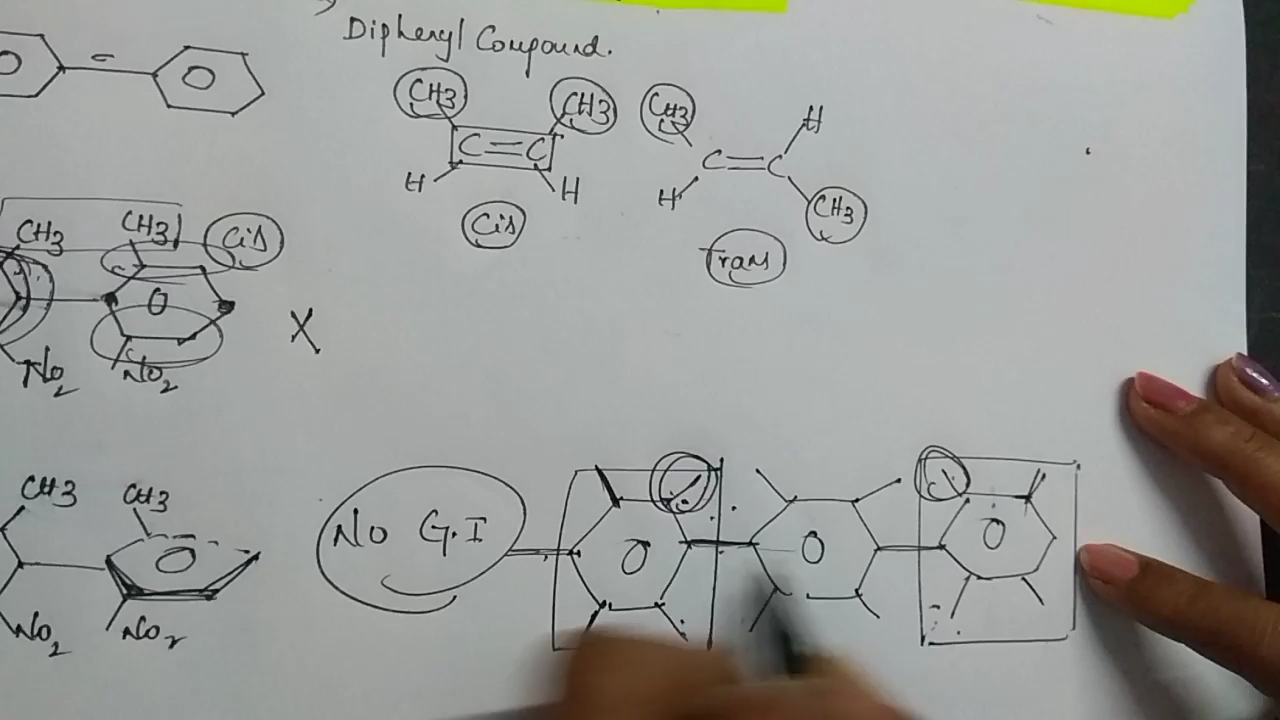 Diphenyl Compound.
CH3 CH3 CH3 H
C=C C=C
H H H CH3
Cis Trans
CH3 CH3 Cis
X
No2 No2
CH3 CH3
No G.I
No2 No2